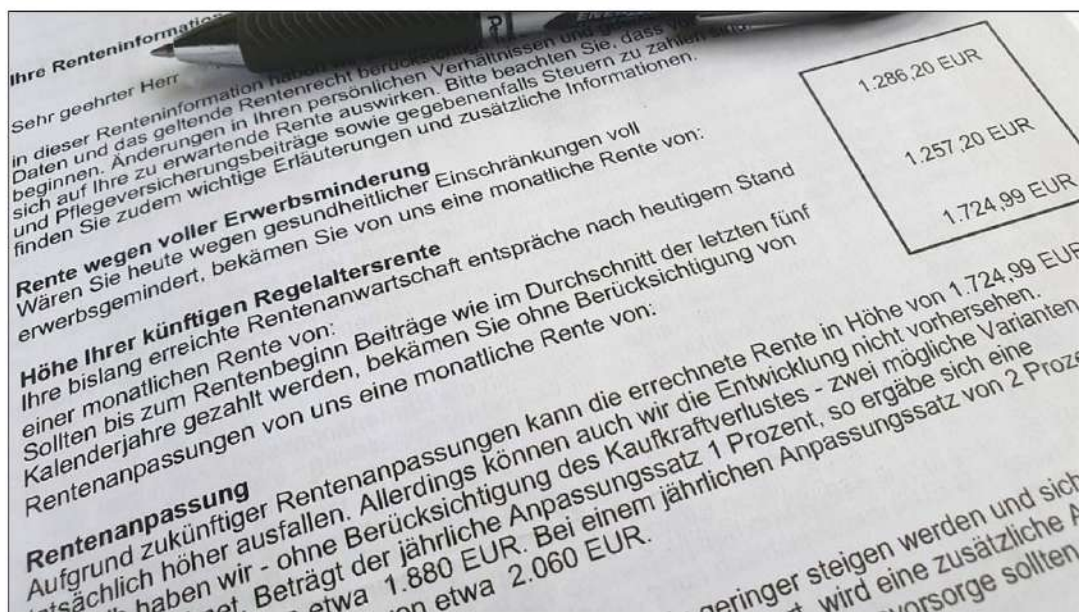 Ihre Renteninformation
Sehr geehrter Herr
in dieser Renteninformation haben wir
Daten und das geltende Rentenrecht berücksichtigt
beginnen. Änderungen in Ihren persönlichen Verhältnissen und
sich auf Ihre zu erwartende Rente auswirken. Bitte beachten Sie, dass
und Pflegeversicherungsbeiträge sowie gegebenenfalls Steuern zu zahlen sind.
finden Sie zudem wichtige Erläuterungen und zusätzliche Informationen.
Rente wegen voller Erwerbsminderung
Wären Sie heute wegen gesundheitlicher Einschränkungen voll
erwerbsgemindert, bekämen Sie von uns eine monatliche Rente von:
1.286,20 EUR
Höhe Ihrer künftigen Regelaltersrente
Ihre bislang erreichte Rentenanwartschaft entspräche nach heutigem Stand
einer monatlichen Rente von:
1.257,20 EUR
Sollten bis zum Rentenbeginn Beiträge wie im Durchschnitt der letzten fünf
Kalenderjahre gezahlt werden, bekämen Sie ohne Berücksichtigung von
Rentenanpassungen von uns eine monatliche Rente von:
1.724,99 EUR
Rentenanpassung
Aufgrund zukünftiger Rentenanpassungen kann die errechnete Rente in Höhe von 1.724,99 EUR
tatsächlich höher ausfallen. Allerdings können auch wir die Entwicklung nicht vorhersehen.
haben wir - ohne Berücksichtigung des Kaufkraftverlustes - zwei mögliche Varianten
Beträgt der jährliche Anpassungssatz 1 Prozent, so ergäbe sich eine
etwa 1.880 EUR. Bei einem jährlichen Anpassungssatz von 2
von etwa 2.060 EUR.
geringer steigen werden und sich
wird eine zusätzliche
sollten